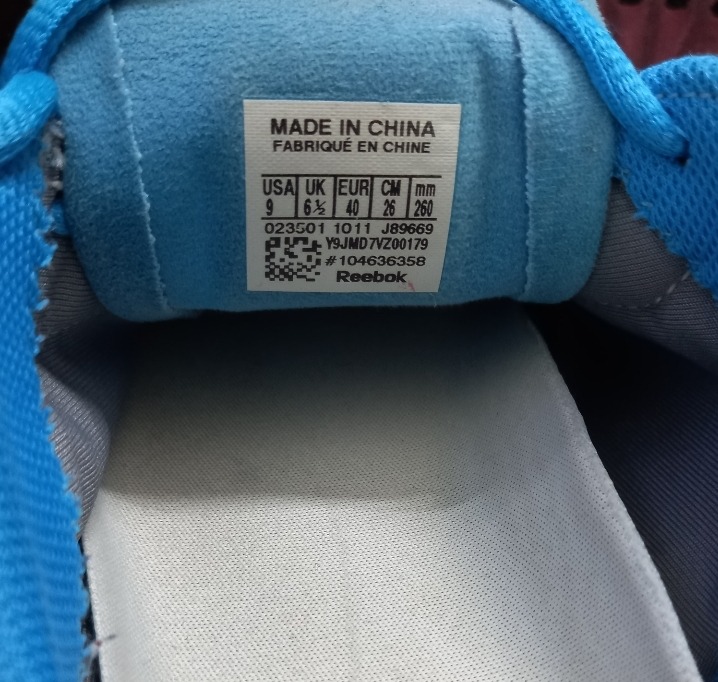 MADE IN CHINA
FABRIQUÉ EN CHINE
USA UK EUR CM mm
9 6½ 40 26 260
023501 1011 J89669
Y9JMD7VZ00179
#104636358
Reebok